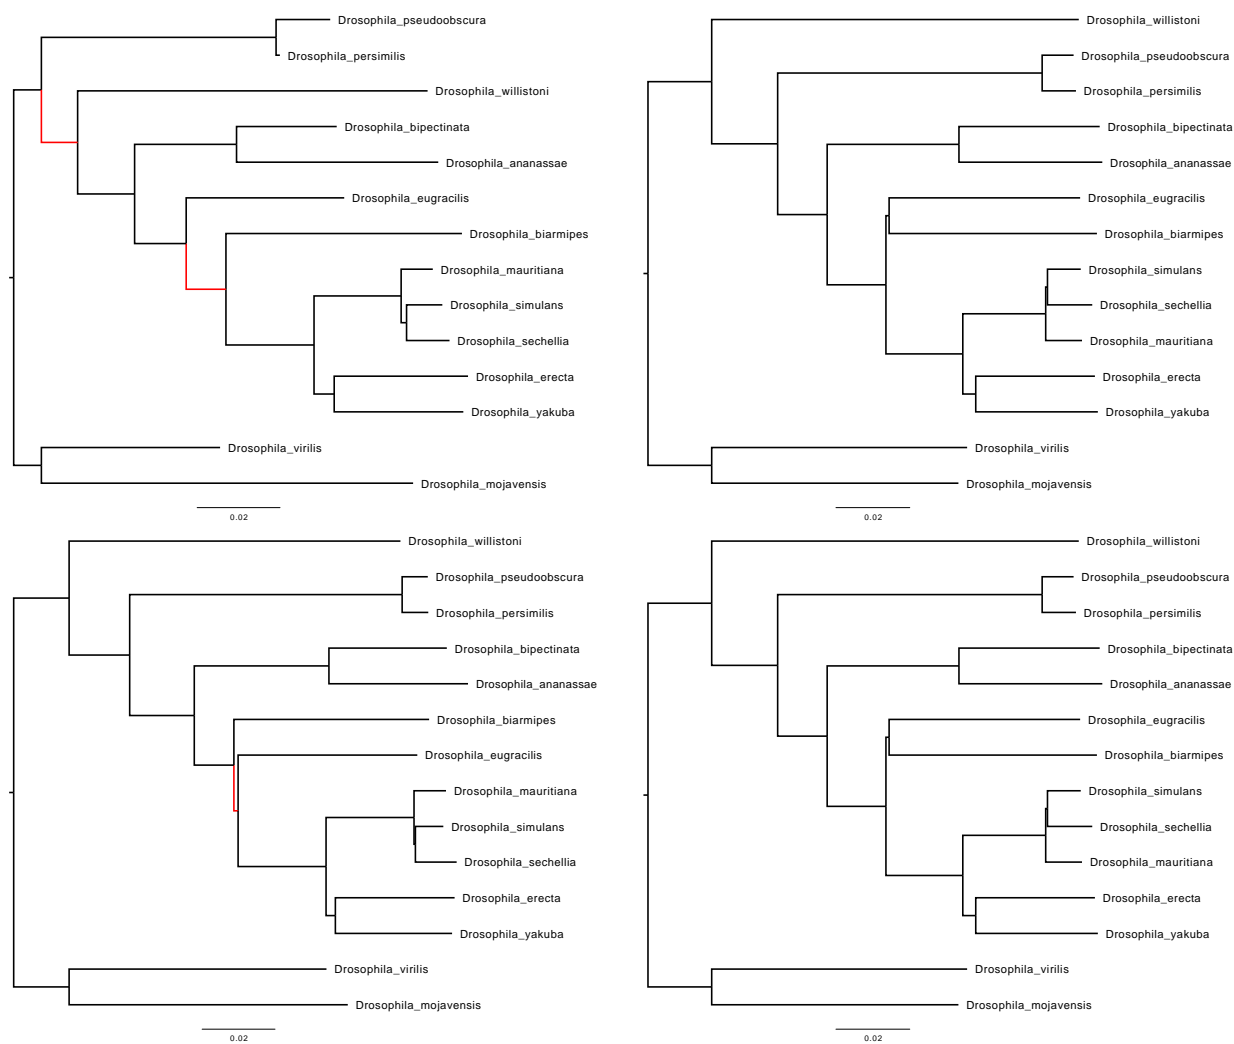 Drosophila_pseudoobscura
Drosophila_persimilis
Drosophila_willistoni
Drosophila_bipectinata
Drosophila_ananassae
Drosophila_eugracilis
Drosophila_biarmipes
Drosophila_mauritiana
Drosophila_simulans
Drosophila_sechellia
Drosophila_erecta
Drosophila_yakuba
Drosophila_virilis
Drosophila_mojavensis
0.02
Drosophila_willistoni
Drosophila_pseudoobscura
Drosophila_persimilis
Drosophila_bipectinata
Drosophila_ananassae
Drosophila_eugracilis
Drosophila_biarmipes
Drosophila_simulans
Drosophila_sechellia
Drosophila_mauritiana
Drosophila_erecta
Drosophila_yakuba
Drosophila_virilis
Drosophila_mojavensis
0.02
Drosophila_willistoni
Drosophila_pseudoobscura
Drosophila_persimilis
Drosophila_bipectinata
Drosophila_ananassae
Drosophila_biarmipes
Drosophila_eugracilis
Drosophila_mauritiana
Drosophila_simulans
Drosophila_sechellia
Drosophila_erecta
Drosophila_yakuba
Drosophila_virilis
Drosophila_mojavensis
0.02
Drosophila_willistoni
Drosophila_pseudoobscura
Drosophila_persimilis
Drosophila_bipectinata
Drosophila_ananassae
Drosophila_eugracilis
Drosophila_biarmipes
Drosophila_simulans
Drosophila_sechellia
Drosophila_mauritiana
Drosophila_erecta
Drosophila_yakuba
Drosophila_virilis
Drosophila_mojavensis
0.02